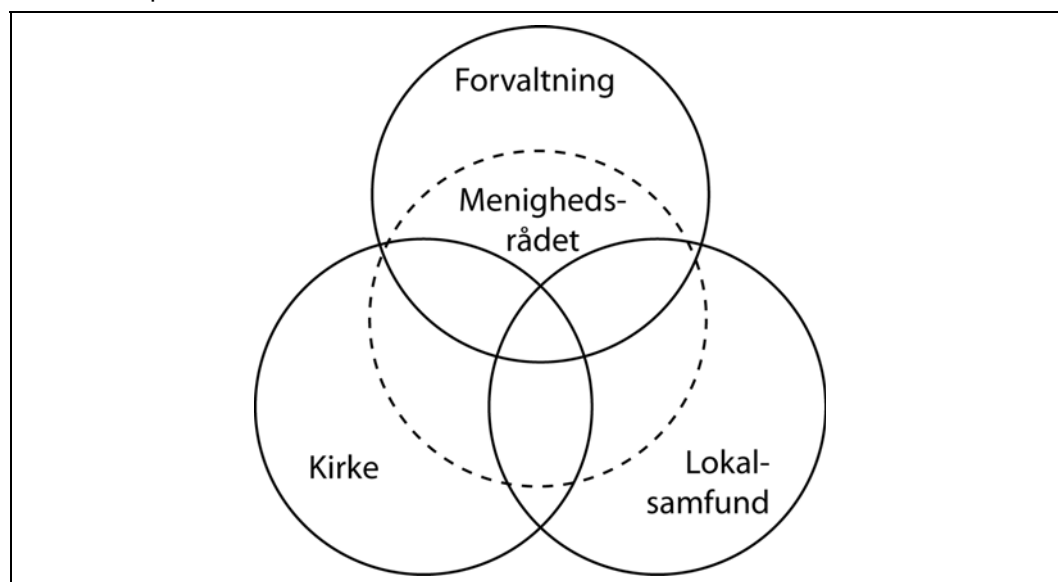 Forvaltning
Menigheds-
rådet
Kirke
Lokal-
samfund